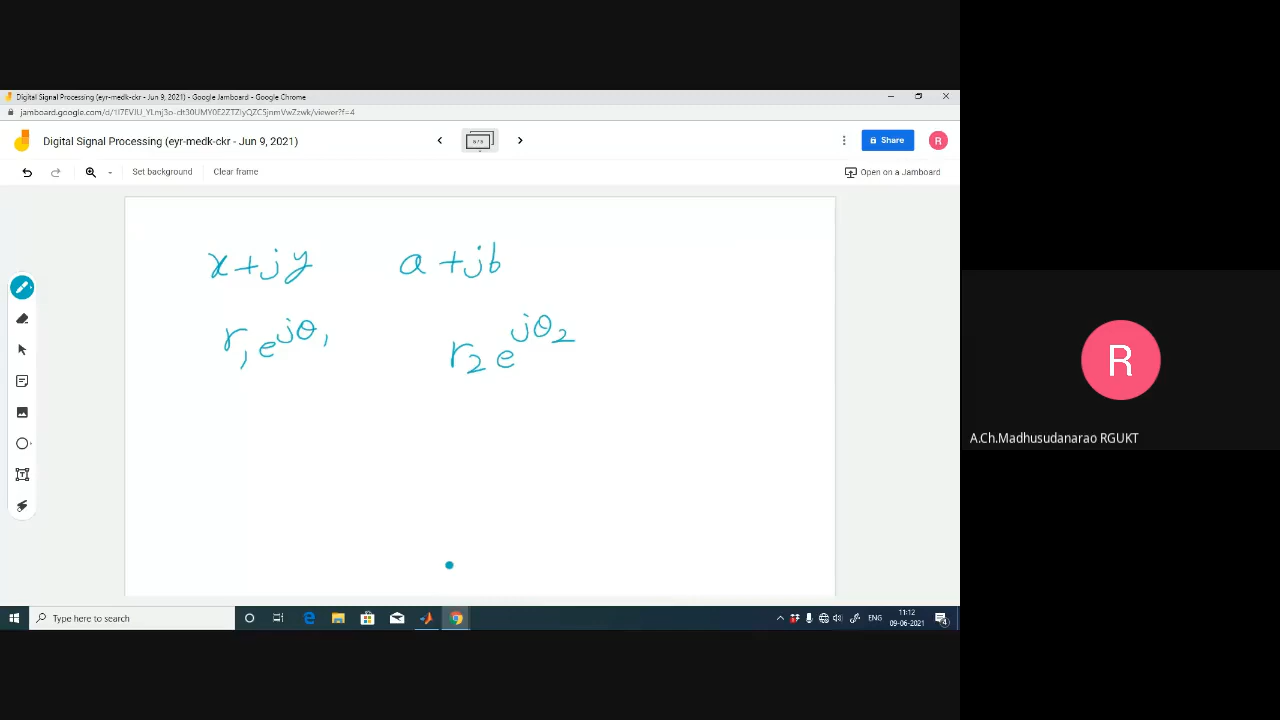 Digital Signal Processing (eyr-medk-ckr - Jun 9, 2021) - Google Jamboard - Google Chrome
Digital Signal Processing (eyr-medk-ckr - Jun 9, 2021)
Share
R
Set background
Clear frame
Open on a Jamboard
x+jy a+jb
r₁e^jθ₁ r₂e^jθ₂
R
A.Ch.Madhusudanarao RGUKT
Type here to search
ENG
11:12
09-06-2021
4